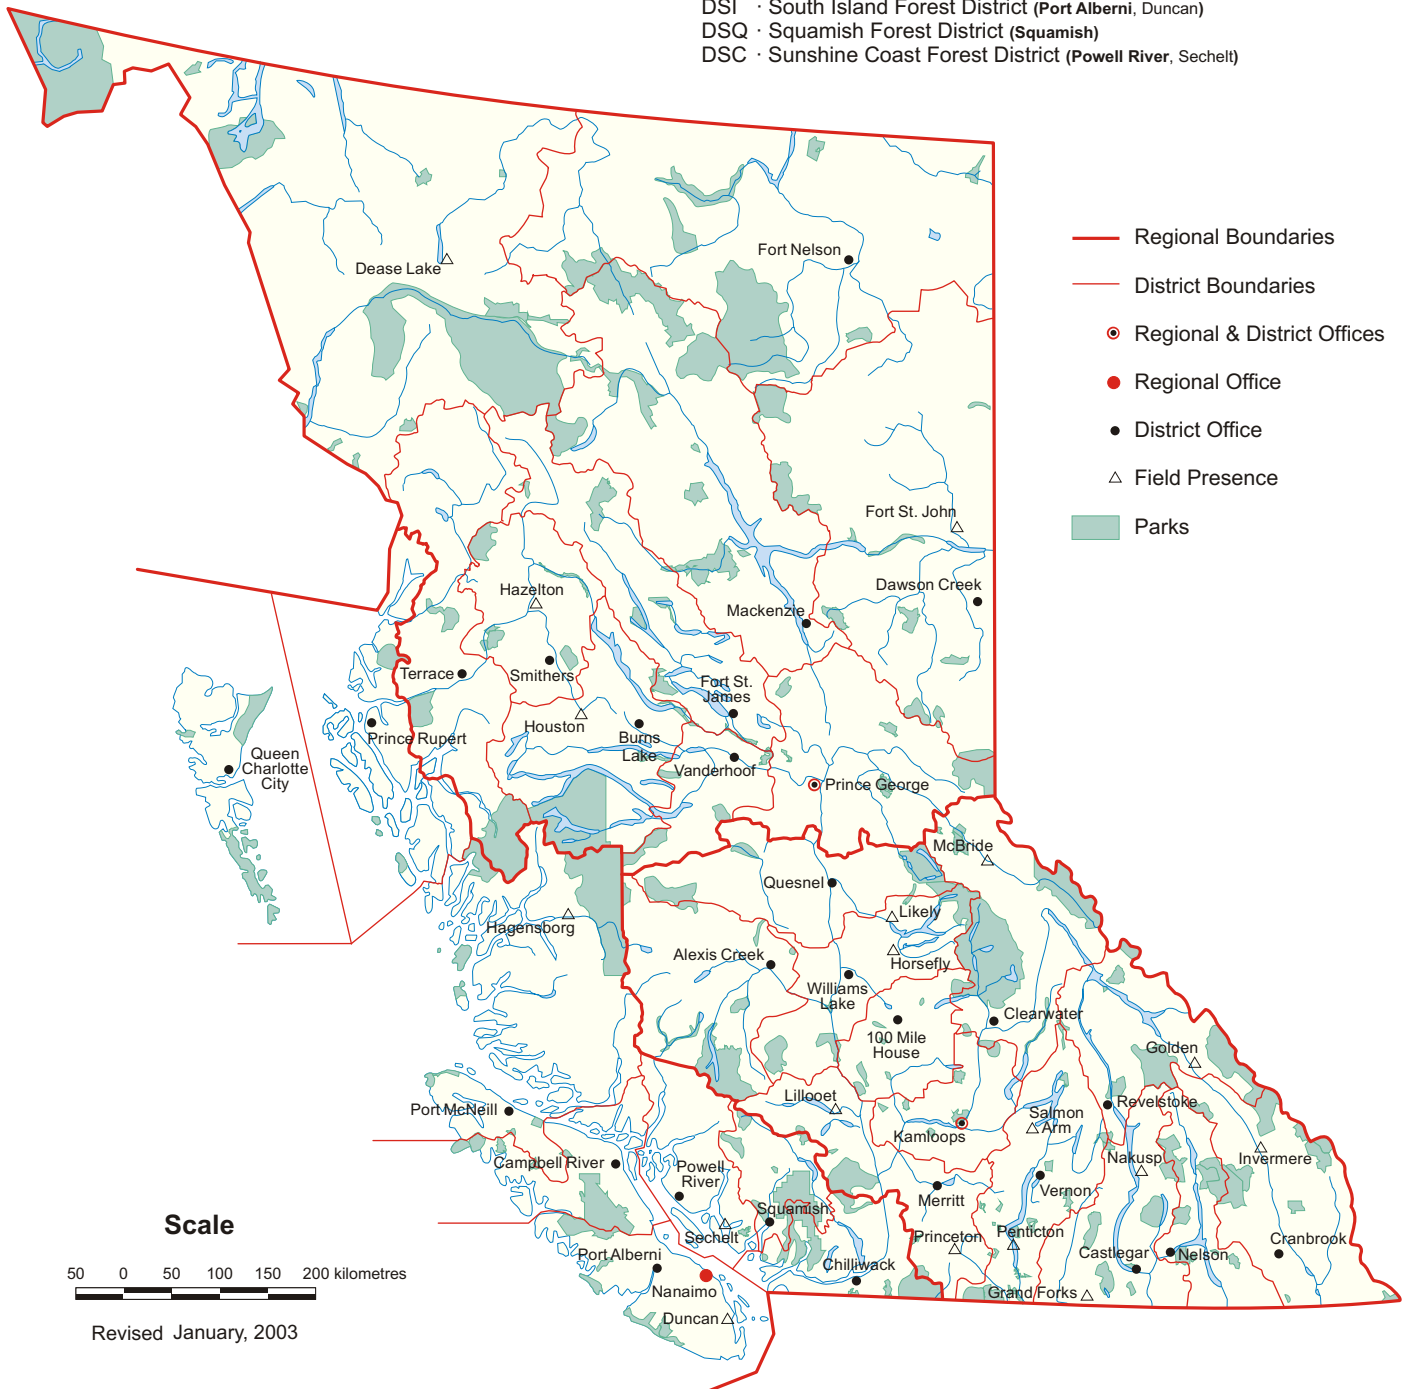 DSI · South Island Forest District (Port Alberni, Duncan)
DSQ · Squamish Forest District (Squamish)
DSC · Sunshine Coast Forest District (Powell River, Sechelt)
Regional Boundaries
District Boundaries
Regional & District Offices
Regional Office
District Office
Field Presence
Parks
Fort Nelson
Dease Lake
Fort St. John
Dawson Creek
Hazelton
Mackenzie
Terrace
Smithers
Fort St.
James
Houston
Burns
Lake
Prince Rupert
Queen
Charlotte
City
Vanderhoof
Prince George
McBride
Quesnel
Likely
Hagensborg
Alexis Creek
Horsefly
Williams
Lake
Clearwater
100 Mile
House
Golden
Lillooet
Port McNeill
Revelstoke
Salmon
Arm
Kamloops
Campbell River
Powell
River
Nakusp
Invermere
Merritt
Vernon
Squamish
Sechelt
Princeton
Penticton
Port Alberni
Chilliwack
Castlegar
Nelson
Cranbrook
Nanaimo
Grand Forks
Duncan
Scale
50 0 50 100 150 200 kilometres
Revised January, 2003